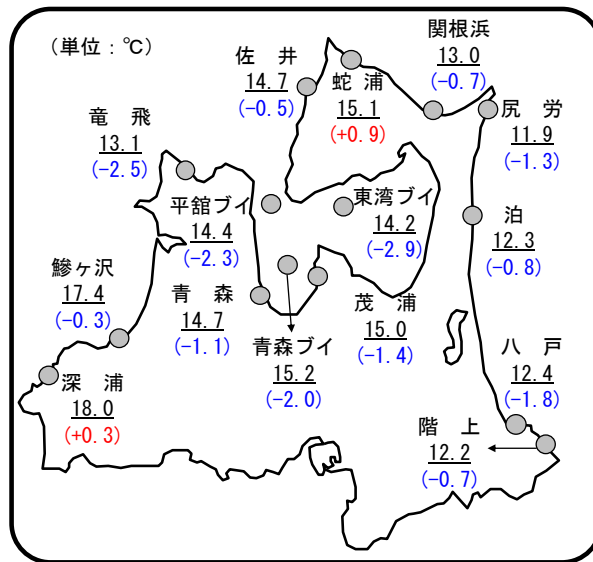 （単位：℃）
関根浜
13.0
(-0.7)
佐　井
14.7
(-0.5)
蛇　浦
15.1
(+0.9)
尻　労
11.9
(-1.3)
竜　飛
13.1
(-2.5)
平舘ブイ
14.4
(-2.3)
東湾ブイ
14.2
(-2.9)
泊
12.3
(-0.8)
鰺ヶ沢
17.4
(-0.3)
青　森
14.7
(-1.1)
青森ブイ
15.2
(-2.0)
茂　浦
15.0
(-1.4)
八　戸
12.4
(-1.8)
深　浦
18.0
(+0.3)
階　上
12.2
(-0.7)